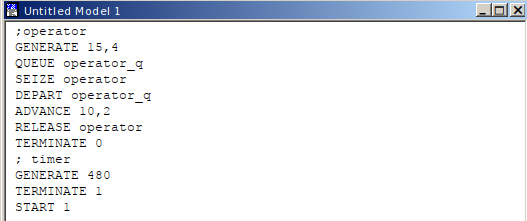 Untitled Model 1
;operator
GENERATE 15,4
QUEUE operator_q
SEIZE operator
DEPART operator_q
ADVANCE 10,2
RELEASE operator
TERMINATE 0
; timer
GENERATE 480
TERMINATE 1
START 1